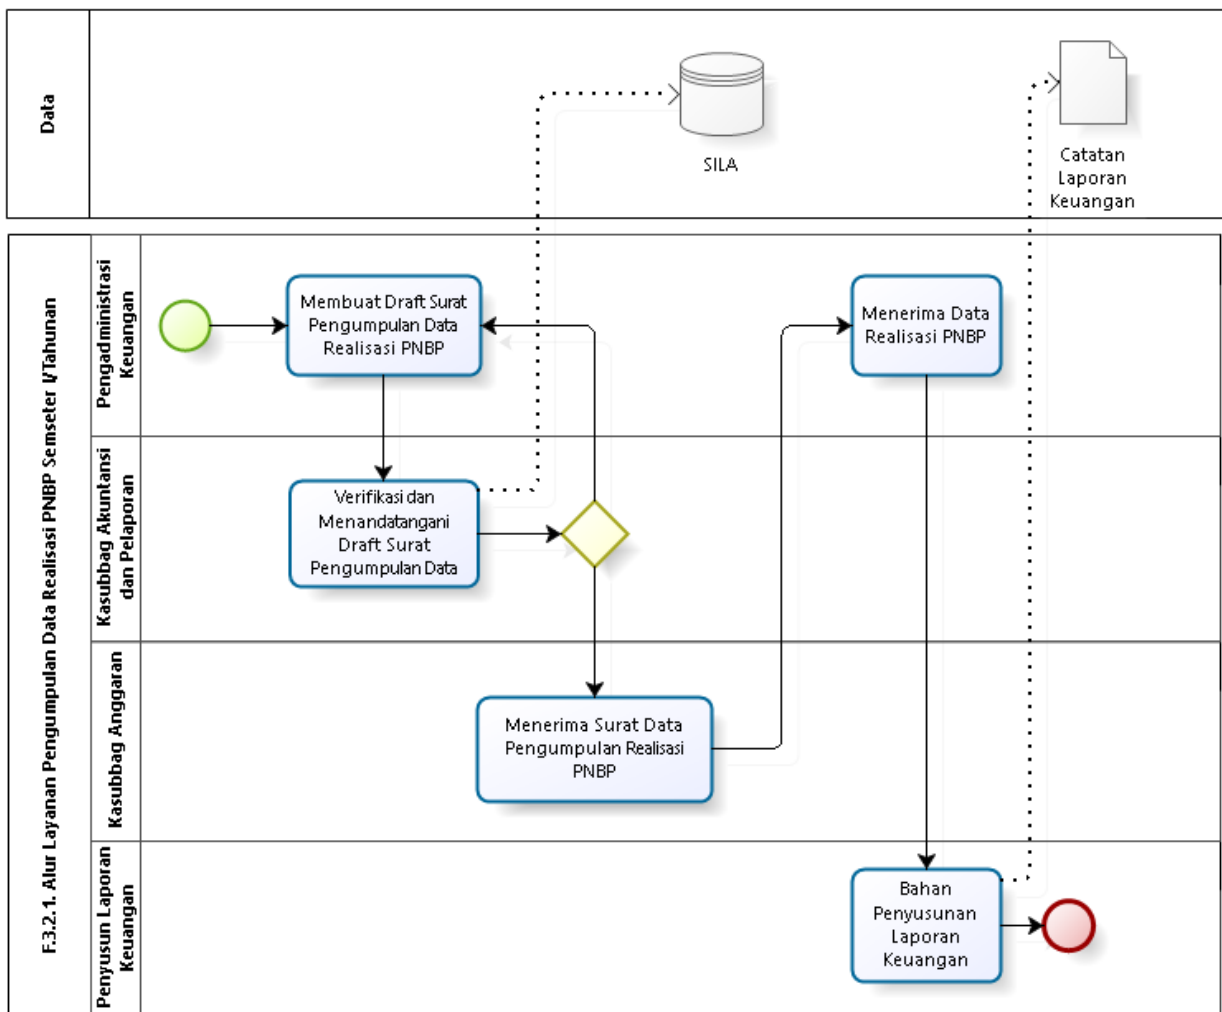 Data
SILA
Catatan
Laporan
Keuangan
F.3.2.1. Alur Layanan Pengumpulan Data Realisasi PNBP Semseter I/Tahunan
Pengadministrasi
Keuangan
Membuat Draft Surat
Pengumpulan Data
Realisasi PNBP
Menerima Data
Realisasi PNBP
Kasubbag Akuntansi
dan Pelaporan
Verifikasi dan
Menandatangani
Draft Surat
Pengumpulan Data
Kasubbag Anggaran
Menerima Surat Data
Pengumpulan Realisasi
PNBP
Penyusun Laporan
Keuangan
Bahan
Penyusunan
Laporan
Keuangan